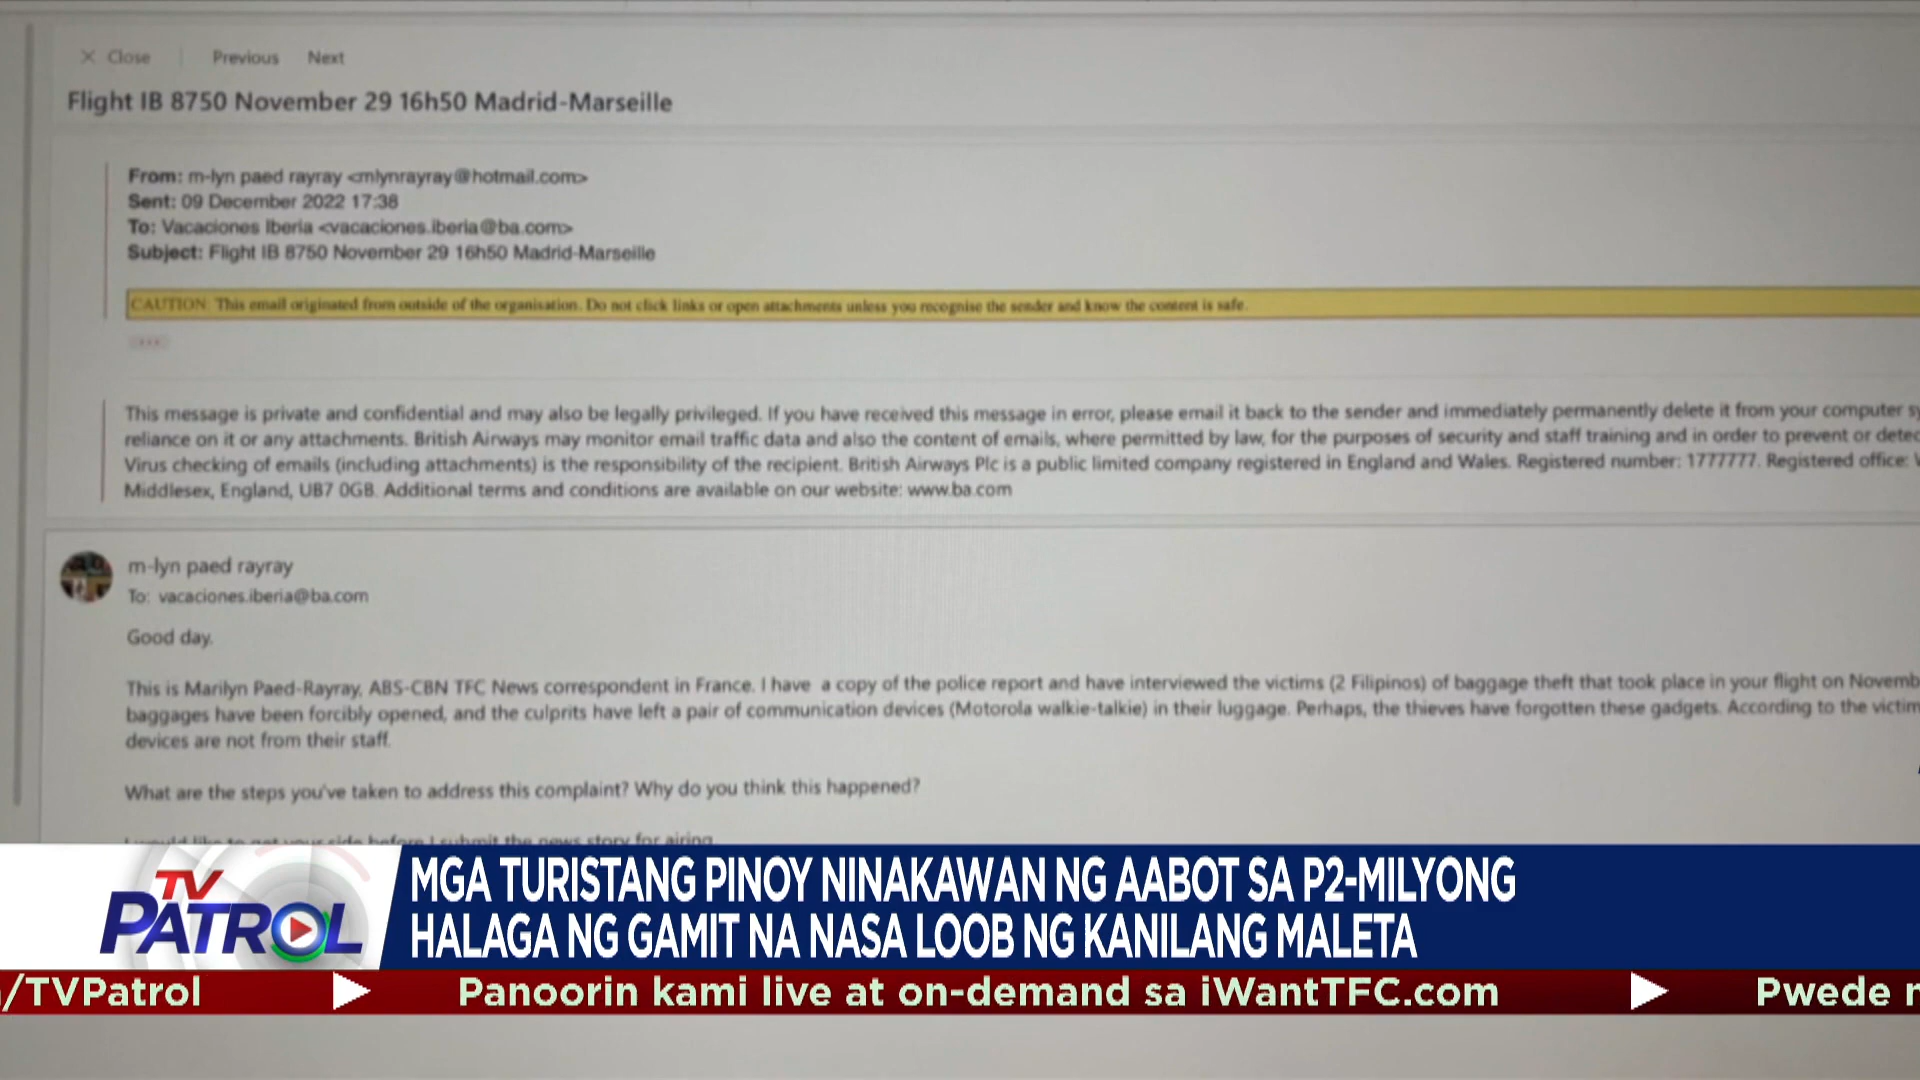 Close Previous Next
Flight IB 8750 November 29 16h50 Madrid-Marseille
From: m-lyn paed rayray <mlynrayray@hotmail.com>
Sent: 09 December 2022 17:38
To: Vacaciones Iberia <vacaciones.iberia@ba.com>
Subject: Flight IB 8750 November 29 16h50 Madrid-Marseille
CAUTION: This email originated from outside of the organisation. Do not click links or open attachments unless you recognise the sender and know the content is safe.
This message is private and confidential and may also be legally privileged. If you have received this message in error, please email it back to the sender and immediately permanently delete it from your computer
reliance on it or any attachments. British Airways may monitor email traffic data and also the content of emails, where permitted by law, for the purposes of security and staff training and in order to prevent or
Virus checking of emails (including attachments) is the responsibility of the recipient. British Airways Plc is a public limited company registered in England and Wales. Registered number: 1777777. Registered office:
Middlesex, England, UB7 0GB. Additional terms and conditions are available on our website: www.ba.com
m-lyn paed rayray
To: vacaciones.iberia@ba.com
Good day.
This is Marilyn Paed-Rayray, ABS-CBN TFC News correspondent in France. I have a copy of the police report and have interviewed the victims (2 Filipinos) of baggage theft that took place in your flight on Novemb
baggages have been forcibly opened, and the culprits have left a pair of communication devices (Motorola walkie-talkie) in their luggage. Perhaps, the thieves have forgotten these gadgets. According to the victim
devices are not from their staff.
What are the steps you've taken to address this complaint? Why do you think this happened?
I would like to get your side before I submit the news story for airing
TV PATROL
MGA TURISTANG PINOY NINAKAWAN NG AABOT SA P2-MILYONG
HALAGA NG GAMIT NA NASA LOOB NG KANILANG MALETA
/TVPatrol Panoorin kami live at on-demand sa iWantTFC.com Pwede